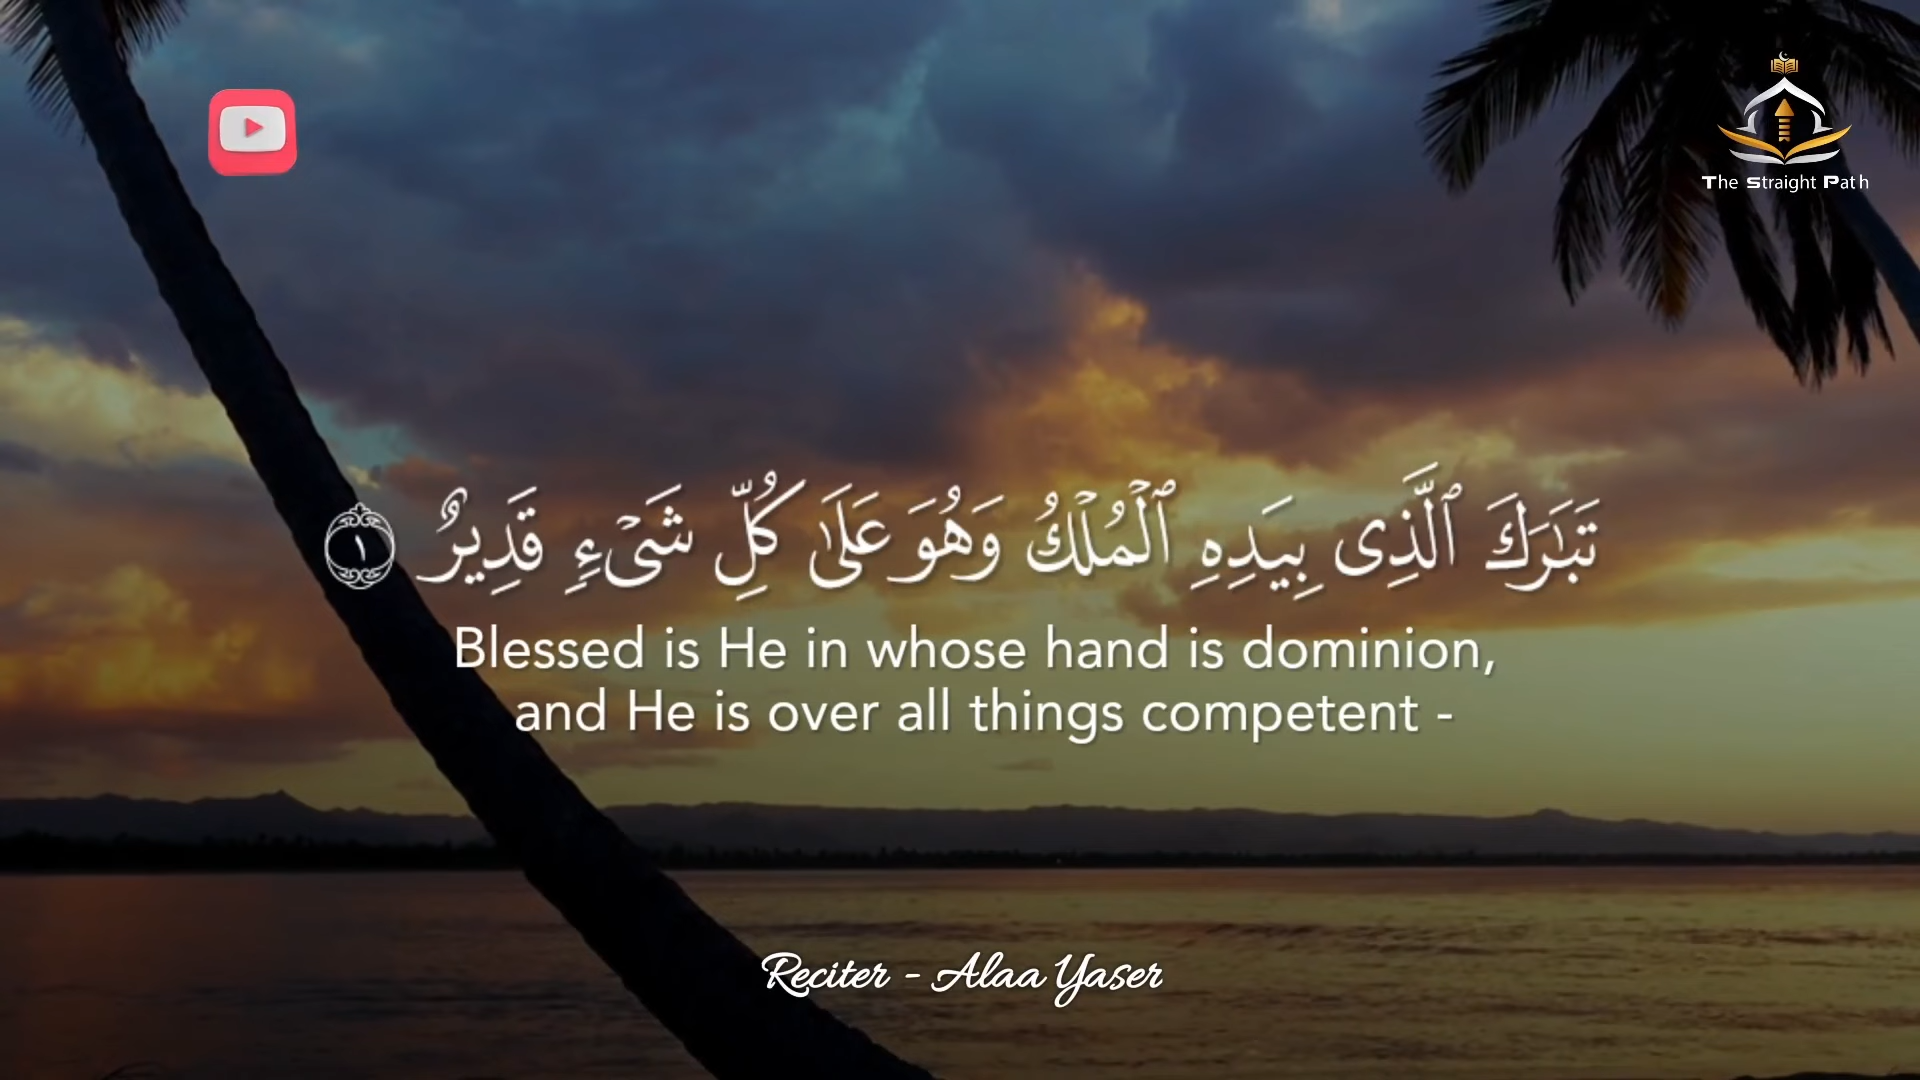 The Straight Path
تَبَـٰرَكَ ٱلَّذِى بِيَدِهِ ٱلْمُلْكُ وَهُوَ عَلَىٰ كُلِّ شَىْءٍ قَدِيرٌ ١
Blessed is He in whose hand is dominion,
and He is over all things competent -
Reciter - Alaa Yaser